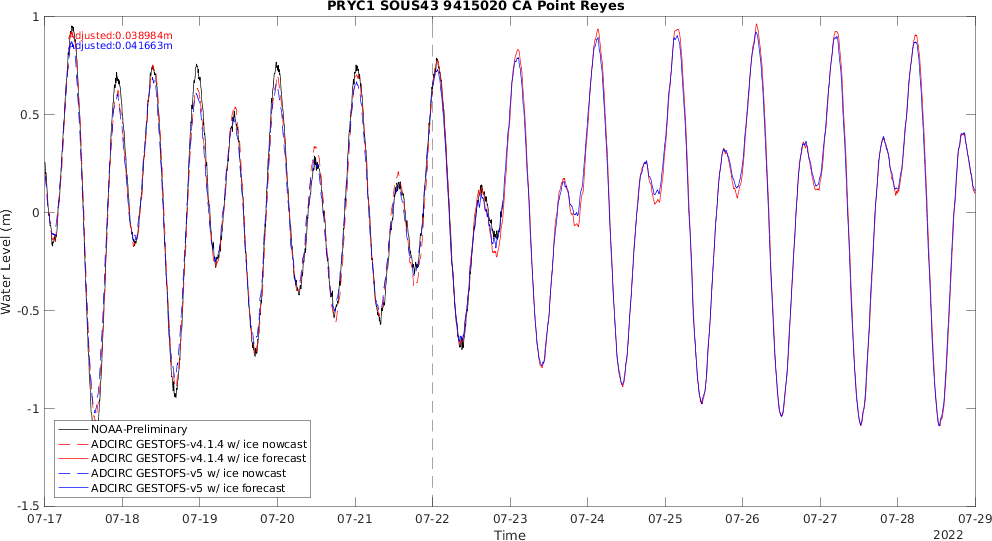 PRYC1 SOUS43 9415020 CA Point Reyes
Adjusted:0.038984m
Adjusted:0.041663m
1
0.5
0
-0.5
-1
-1.5
Water Level (m)
NOAA-Preliminary
ADCIRC GESTOFS-v4.1.4 w/ ice nowcast
ADCIRC GESTOFS-v4.1.4 w/ ice forecast
ADCIRC GESTOFS-v5 w/ ice nowcast
ADCIRC GESTOFS-v5 w/ ice forecast
07-17 07-18 07-19 07-20 07-21 07-22 07-23 07-24 07-25 07-26 07-27 07-28 07-29
Time
2022